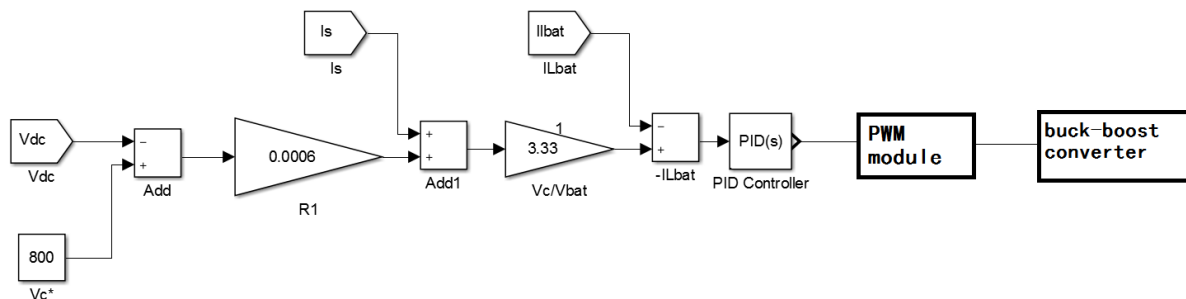 Is
Is
Ilbat
ILbat
Vdc
Vdc
−
+
Add
0.0006
R1
+
+
Add1
1
3.33
Vc/Vbat
−
+
-ILbat
PID(s)
PID Controller
PWM
module
buck-boost
converter
800
Vc*